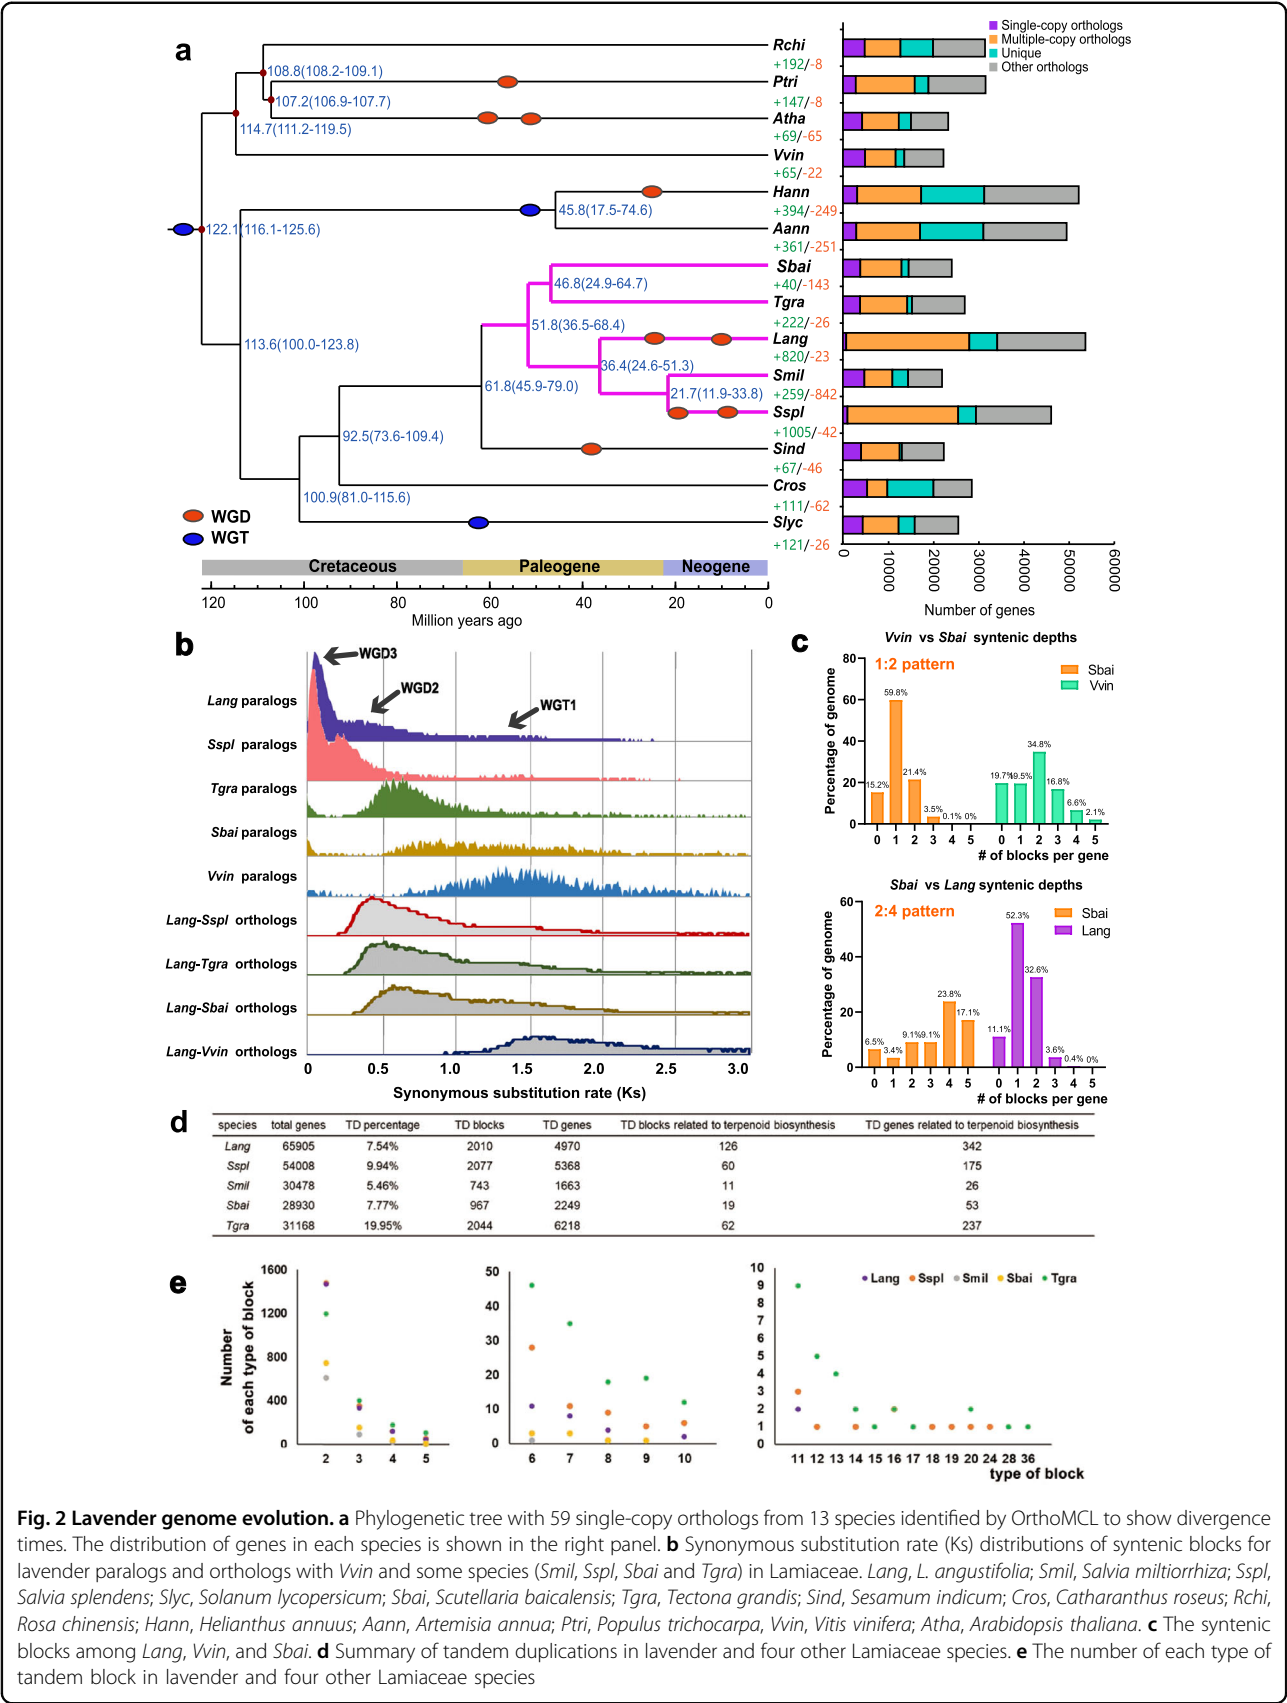 a
Single-copy orthologs
Multiple-copy orthologs
Unique
Other orthologs
Rchi
+192/-8
108.8(108.2-109.1)
Ptri
+147/-8
107.2(106.9-107.7)
Atha
+69/-65
114.7(111.2-119.5)
Vvin
+65/-22
Hann
+394/-249
45.8(17.5-74.6)
Aann
+361/-251
122.1(116.1-125.6)
Sbai
+40/-143
46.8(24.9-64.7)
Tgra
+222/-26
51.8(36.5-68.4)
Lang
+820/-23
113.6(100.0-123.8)
36.4(24.6-51.3)
Smil
+259/-842
61.8(45.9-79.0)
21.7(11.9-33.8)
Sspl
+1005/-42
92.5(73.6-109.4)
Sind
+67/-46
Cros
+111/-62
100.9(81.0-115.6)
Slyc
+121/-26
WGD
WGT
Cretaceous Paleogene Neogene
120 100 80 60 40 20 0
Million years ago
0 10000 20000 30000 40000 50000 60000
Number of genes
b
WGD3
WGD2
WGT1
Lang paralogs
Sspl paralogs
Tgra paralogs
Sbai paralogs
Vvin paralogs
Lang-Sspl orthologs
Lang-Tgra orthologs
Lang-Sbai orthologs
Lang-Vvin orthologs
0 0.5 1.0 1.5 2.0 2.5 3.0
Synonymous substitution rate (Ks)
c
Vvin vs Sbai syntenic depths
1:2 pattern
Sbai
Vvin
Percentage of genome
80
60
40
20
0
15.2% 59.8% 21.4% 3.5% 0.1% 0% 19.7% 19.5% 34.8% 16.8% 6.6% 2.1%
0 1 2 3 4 5 0 1 2 3 4 5
# of blocks per gene
Sbai vs Lang syntenic depths
2:4 pattern
Sbai
Lang
Percentage of genome
60
40
20
0
6.5% 3.4% 9.1% 9.1% 23.8% 17.1% 11.1% 52.3% 32.6% 3.6% 0.4% 0%
0 1 2 3 4 5 0 1 2 3 4 5
# of blocks per gene
d
species total genes TD percentage TD blocks TD genes TD blocks related to terpenoid biosynthesis TD genes related to terpenoid biosynthesis
Lang 65905 7.54% 2010 4970 126 342
Sspl 54008 9.94% 2077 5368 60 175
Smil 30478 5.46% 743 1663 11 26
Sbai 28930 7.77% 967 2249 19 53
Tgra 31168 19.95% 2044 6218 62 237
e
Number
of each type of block
1600
1200
800
400
0
2 3 4 5
50
40
30
20
10
0
6 7 8 9 10
10
9
8
7
6
5
4
3
2
1
0
Lang Sspl Smil Sbai Tgra
11 12 13 14 15 16 17 18 19 20 24 28 36
type of block
Fig. 2 Lavender genome evolution. a Phylogenetic tree with 59 single-copy orthologs from 13 species identified by OrthoMCL to show divergence
times. The distribution of genes in each species is shown in the right panel. b Synonymous substitution rate (Ks) distributions of syntenic blocks for
lavender paralogs and orthologs with Vvin and some species (Smil, Sspl, Sbai and Tgra) in Lamiaceae. Lang, L. angustifolia; Smil, Salvia miltiorrhiza; Sspl,
Salvia splendens; Slyc, Solanum lycopersicum; Sbai, Scutellaria baicalensis; Tgra, Tectona grandis; Sind, Sesamum indicum; Cros, Catharanthus roseus; Rchi,
Rosa chinensis; Hann, Helianthus annuus; Aann, Artemisia annua; Ptri, Populus trichocarpa, Vvin, Vitis vinifera; Atha, Arabidopsis thaliana. c The syntenic
blocks among Lang, Vvin, and Sbai. d Summary of tandem duplications in lavender and four other Lamiaceae species. e The number of each type of
tandem block in lavender and four other Lamiaceae species